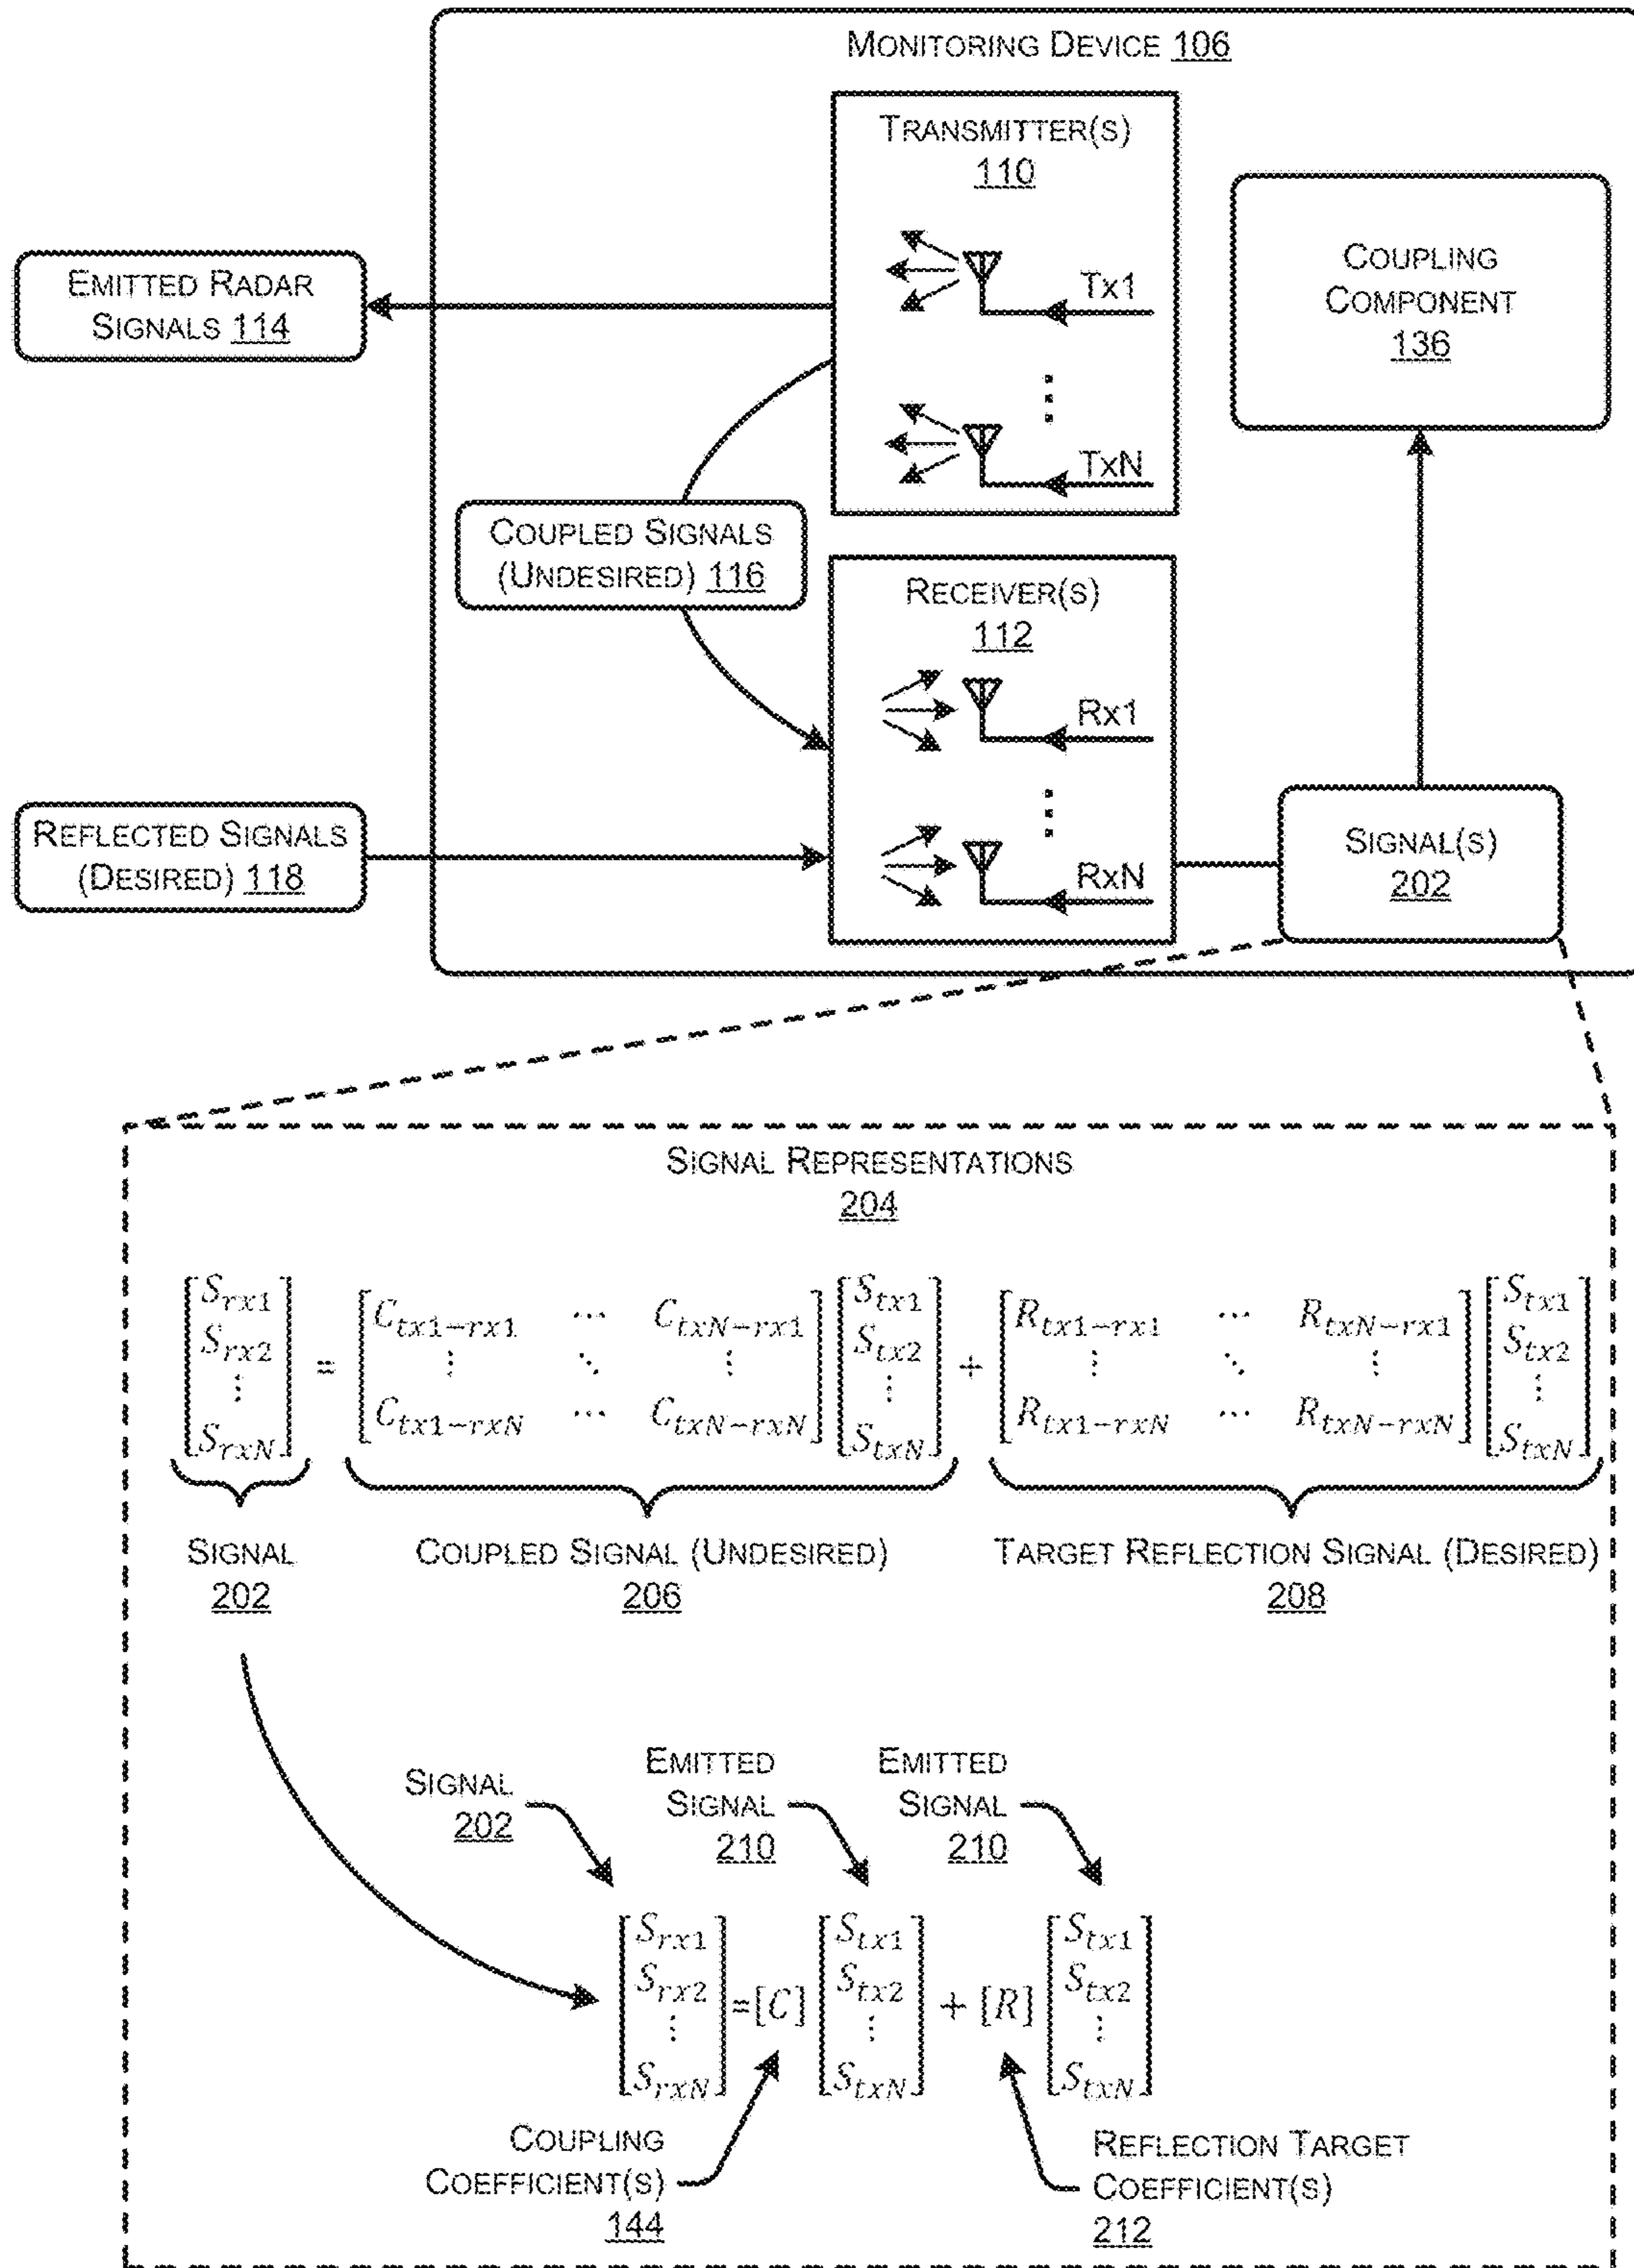 MONITORING DEVICE 106
TRANSMITTER(S)
110
Tx1
TxN
COUPLING
COMPONENT
136
EMITTED RADAR
SIGNALS 114
COUPLED SIGNALS
(UNDESIRED) 116
RECEIVER(S)
112
Rx1
RxN
REFLECTED SIGNALS
(DESIRED) 118
SIGNAL(S)
202
SIGNAL REPRESENTATIONS
204
[S_rx1 S_rx2 ⋮ S_rxN] = [C_tx1−rx1 ⋯ C_txN−rx1 ⋮ ⋱ ⋮ C_tx1−rxN ⋯ C_txN−rxN] [S_tx1 S_tx2 ⋮ S_txN] + [R_tx1−rx1 ⋯ R_txN−rx1 ⋮ ⋱ ⋮ R_tx1−rxN ⋯ R_txN−rxN] [S_tx1 S_tx2 ⋮ S_txN]
SIGNAL
202
COUPLED SIGNAL (UNDESIRED)
206
TARGET REFLECTION SIGNAL (DESIRED)
208
SIGNAL
202
EMITTED
SIGNAL
210
EMITTED
SIGNAL
210
[S_rx1 S_rx2 ⋮ S_rxN] =[C] [S_tx1 S_tx2 ⋮ S_txN] + [R] [S_tx1 S_tx2 ⋮ S_txN]
COUPLING
COEFFICIENT(S)
144
REFLECTION TARGET
COEFFICIENT(S)
212